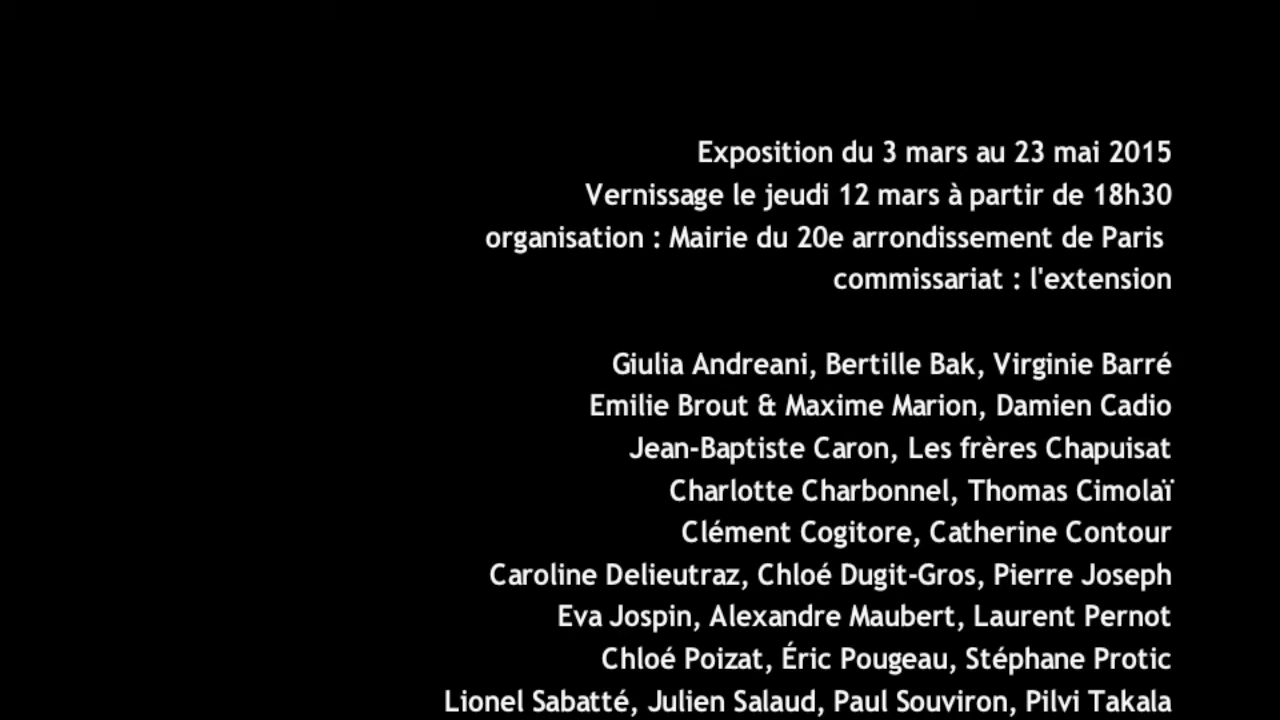 Exposition du 3 mars au 23 mai 2015
Vernissage le jeudi 12 mars à partir de 18h30
organisation : Mairie du 20e arrondissement de Paris
commissariat : l'extension
Giulia Andreani, Bertille Bak, Virginie Barré
Emilie Brout & Maxime Marion, Damien Cadio
Jean-Baptiste Caron, Les frères Chapuisat
Charlotte Charbonnel, Thomas Cimolaï
Clément Cogitore, Catherine Contour
Caroline Delieutraz, Chloé Dugit-Gros, Pierre Joseph
Eva Jospin, Alexandre Maubert, Laurent Pernot
Chloé Poizat, Éric Pougeau, Stéphane Protic
Lionel Sabatté, Julien Salaud, Paul Souviron, Pilvi Takala